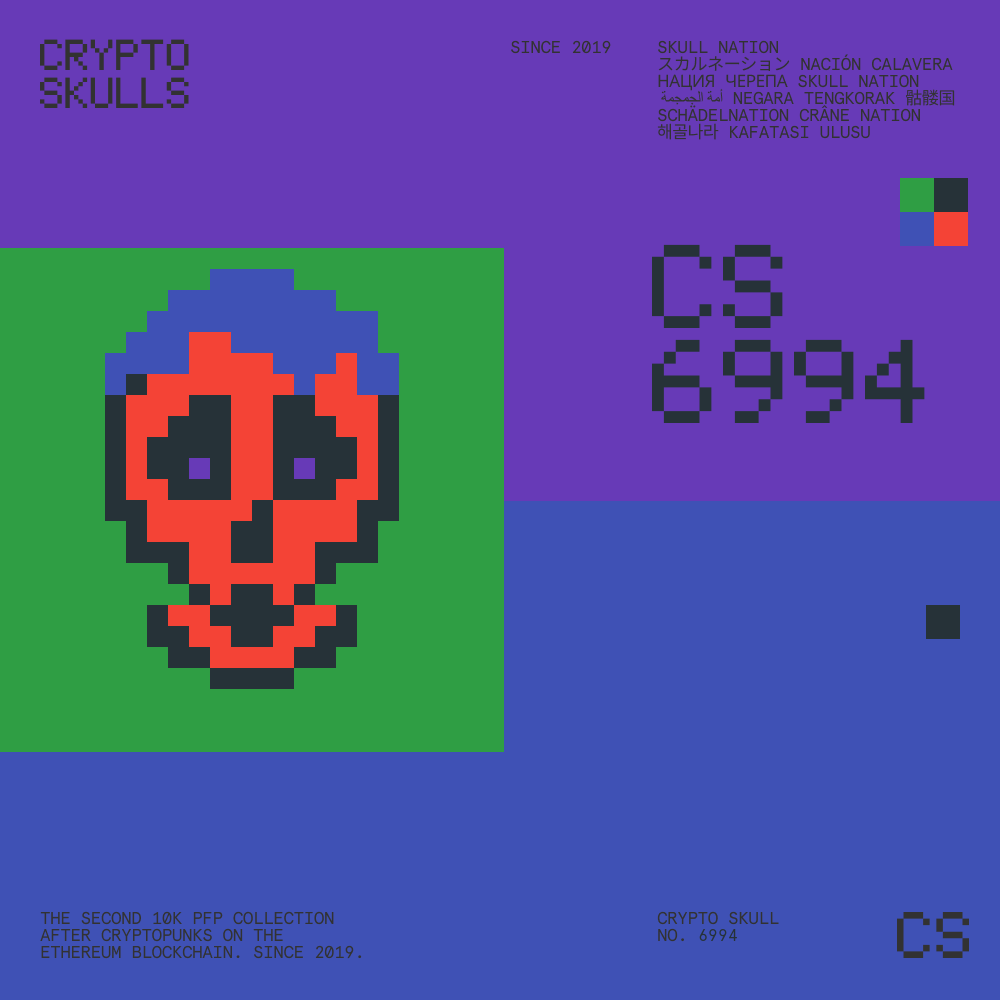 CRYPTO
SKULLS
SINCE 2019
SKULL NATION
スカルネーション NACIÓN CALAVERA
НАЦИЯ ЧЕРЕПА SKULL NATION
أمة الجمجمة NEGARA TENGKORAK 骷髅国
SCHÄDELNATION CRÂNE NATION
해골나라 KAFATASI ULUSU
CS
6994
THE SECOND 10K PFP COLLECTION
AFTER CRYPTOPUNKS ON THE
ETHEREUM BLOCKCHAIN. SINCE 2019.
CRYPTO SKULL
NO. 6994
CS